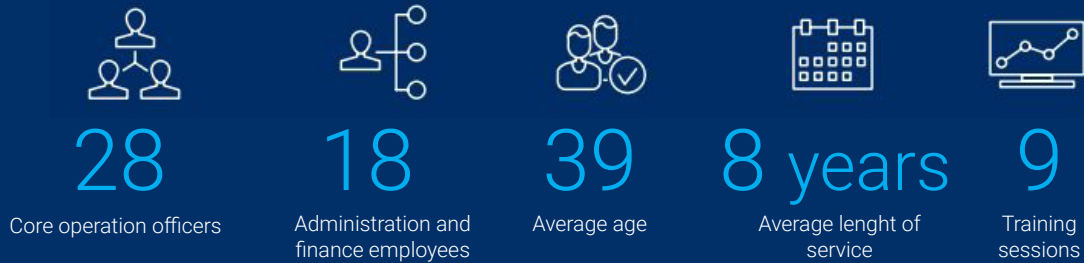 28
Core operation officers
18
Administration and
finance employees
39
Average age
8 years
Average lenght of
service
9
Training
sessions